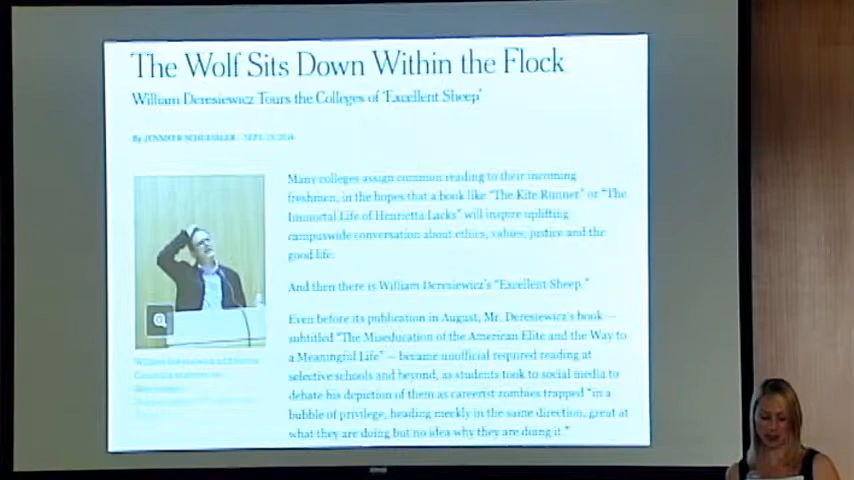 The Wolf Sits Down Within the Flock
William Deresiewicz Tours the Colleges of 'Excellent Sheep'
By JENNIFER SCHUESSLER SEPT.
Many colleges assign common reading to their incoming
freshmen, in the hopes that a book like “The Kite Runner” or “The
Immortal Life of Henrietta Lacks” will inspire uplifting
campuswide conversation about ethics, values, justice and the
good life.
And then there is William Deresiewicz’s “Excellent Sheep.”
Even before its publication in August, Mr. Deresiewicz’s book —
subtitled “The Miseducation of the American Elite and the Way to
a Meaningful Life” — became unofficial required reading at
selective schools and beyond, as students took to social media to
debate his depiction of them as careerist zombies trapped “in a
bubble of privilege, heading meekly in the same direction, great at
what they are doing but no idea why they are doing it.”